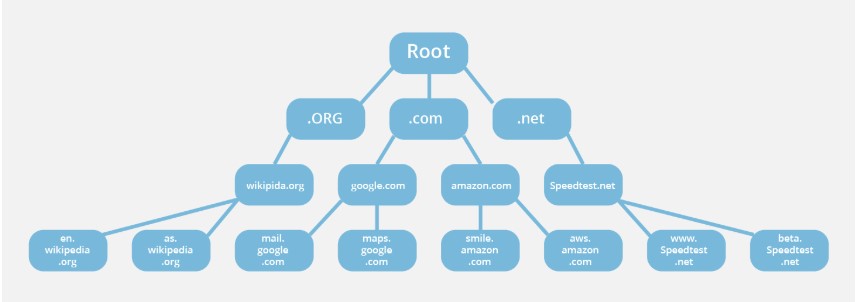 Root
.ORG
.com
.net
wikipida.org
google.com
amazon.com
Speedtest.net
en.
wikipedia
.org
as.
wikipedia
.org
mail.
google
.com
maps.
google
.com
smile.
amazon
.com
aws.
amazon
.com
www.
Speedtest
.net
beta.
Speedtest
.net